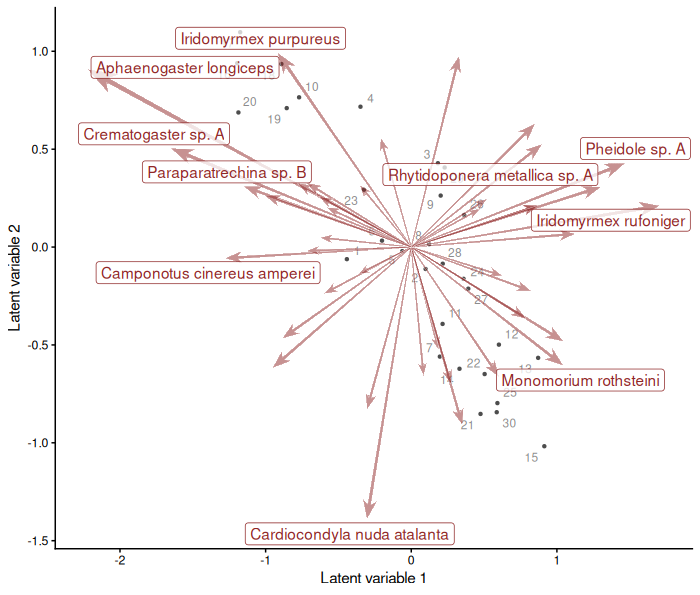 Iridomyrmex purpureus
1.0
Aphaenogaster longiceps
10
20
4
19
Crematogaster sp. A
0.5
Pheidole sp. A
3
Paraparatrechina sp. B
Rhytidoponera metallica sp. A
23
9
Iridomyrmex rufoniger
8
0.0
1
28
Camponotus cinereus amperei
2
24
27
11
12
-0.5
7
22
13
Monomorium rothsteini
25
21
30
-1.0
15
Cardiocondyla nuda atalanta
-1.5
-2
-1
0
1
Latent variable 1
Latent variable 2